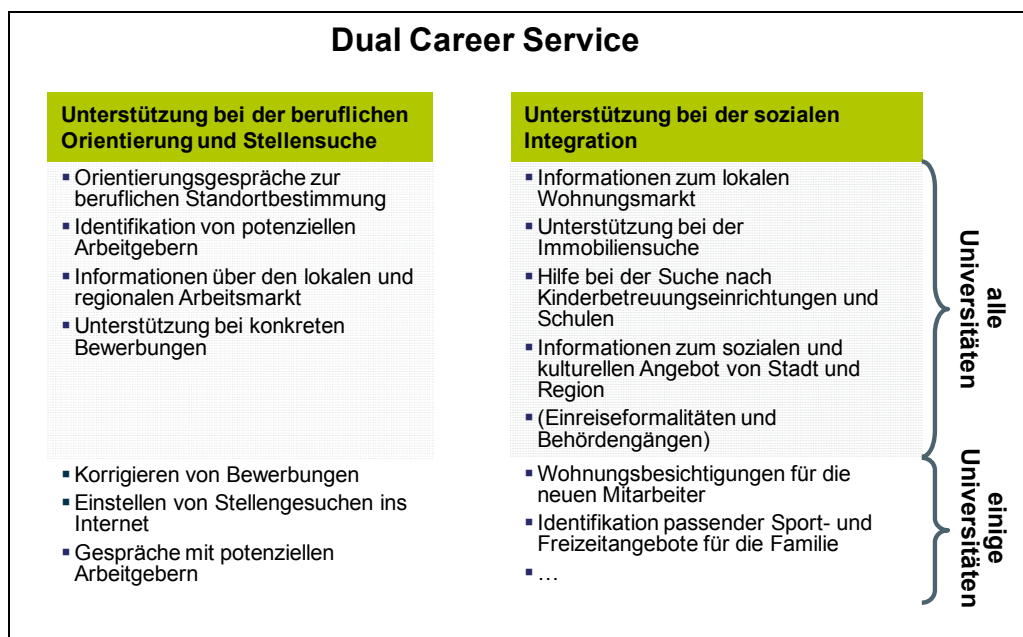 Dual Career Service
Unterstützung bei der beruflichen
Orientierung und Stellensuche
▪ Orientierungsgespräche zur
beruflichen Standortbestimmung
▪ Identifikation von potenziellen
Arbeitgebern
▪ Informationen über den lokalen und
regionalen Arbeitsmarkt
▪ Unterstützung bei konkreten
Bewerbungen
▪ Korrigieren von Bewerbungen
▪ Einstellen von Stellengesuchen ins
Internet
▪ Gespräche mit potenziellen
Arbeitgebern
Unterstützung bei der sozialen
Integration
▪ Informationen zum lokalen
Wohnungsmarkt
▪ Unterstützung bei der
Immobiliensuche
▪ Hilfe bei der Suche nach
Kinderbetreuungseinrichtungen und
Schulen
▪ Informationen zum sozialen und
kulturellen Angebot von Stadt und
Region
▪ (Einreiseformalitäten und
Behördengängen)
▪ Wohnungsbesichtigungen für die
neuen Mitarbeiter
▪ Identifikation passender Sport- und
Freizeitangebote für die Familie
▪ …
alle
Universitäten
einige
Universitäten